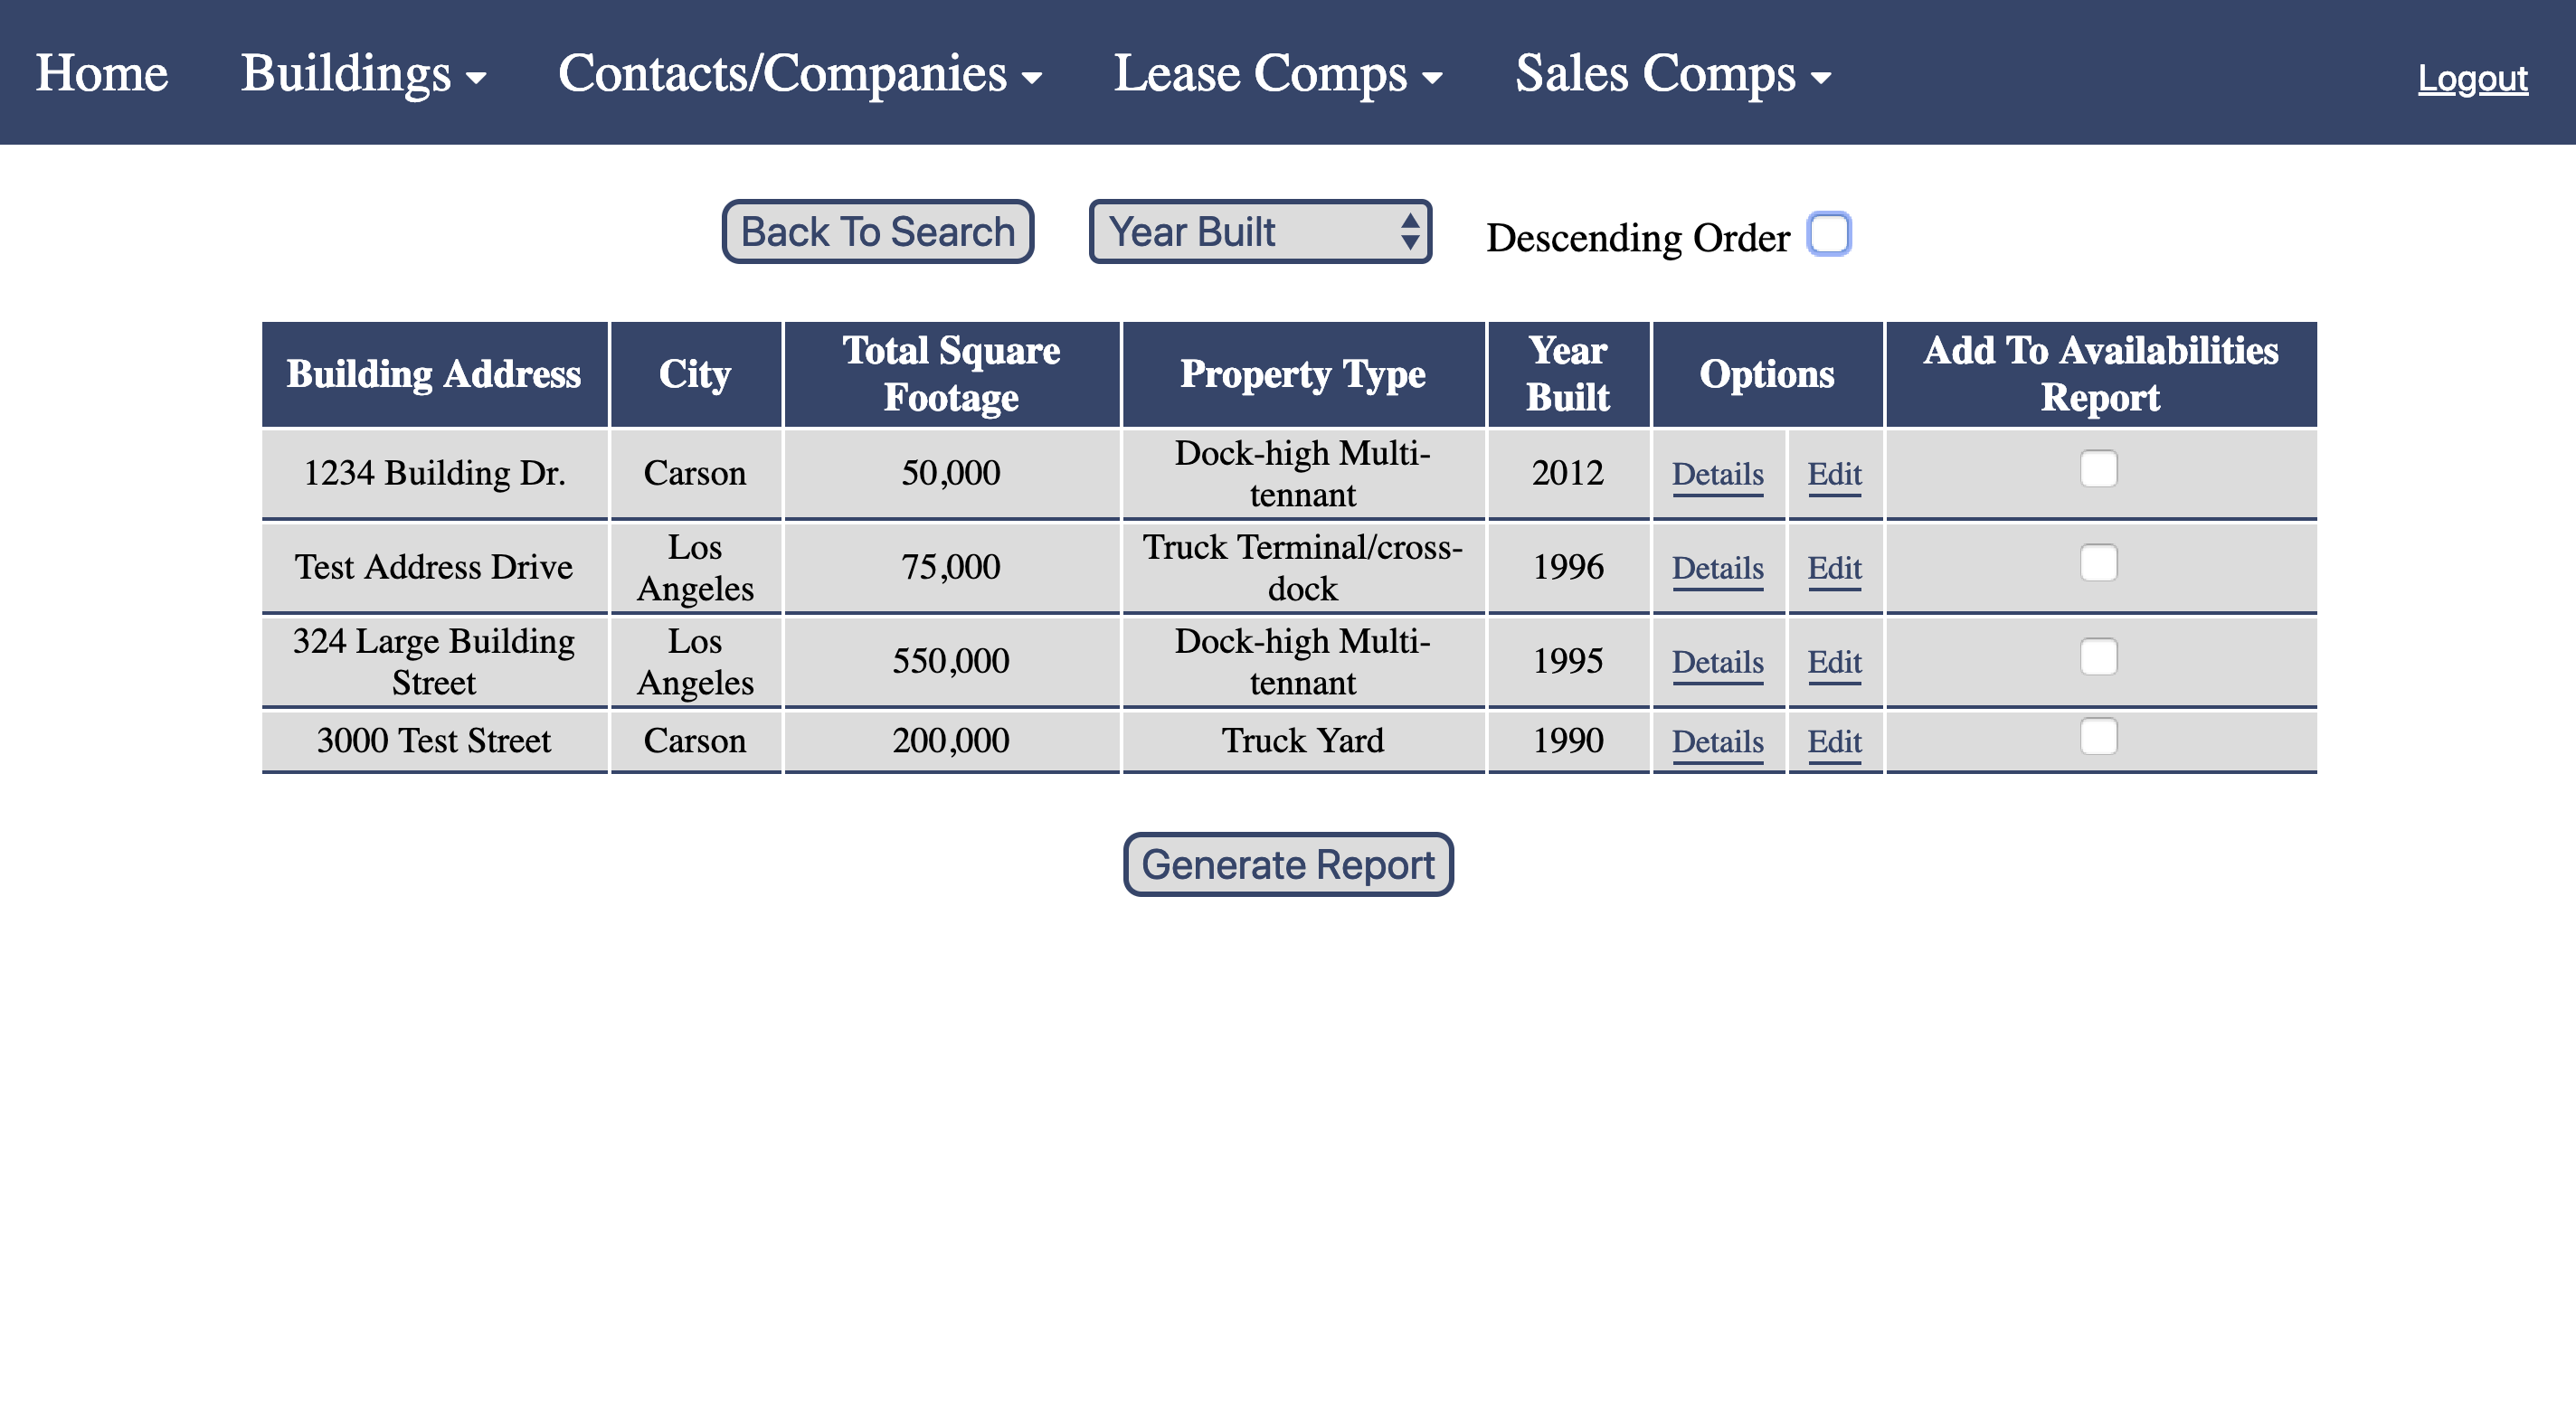 Home Buildings Contacts/Companies Lease Comps Sales Comps Logout
Back To Search Year Built Descending Order
Building Address City Total Square Footage Property Type Year Built Options Add To Availabilities Report
1234 Building Dr. Carson 50,000 Dock-high Multi-tennant 2012 Details Edit
Test Address Drive Los Angeles 75,000 Truck Terminal/cross-dock 1996 Details Edit
324 Large Building Street Los Angeles 550,000 Dock-high Multi-tennant 1995 Details Edit
3000 Test Street Carson 200,000 Truck Yard 1990 Details Edit
Generate Report